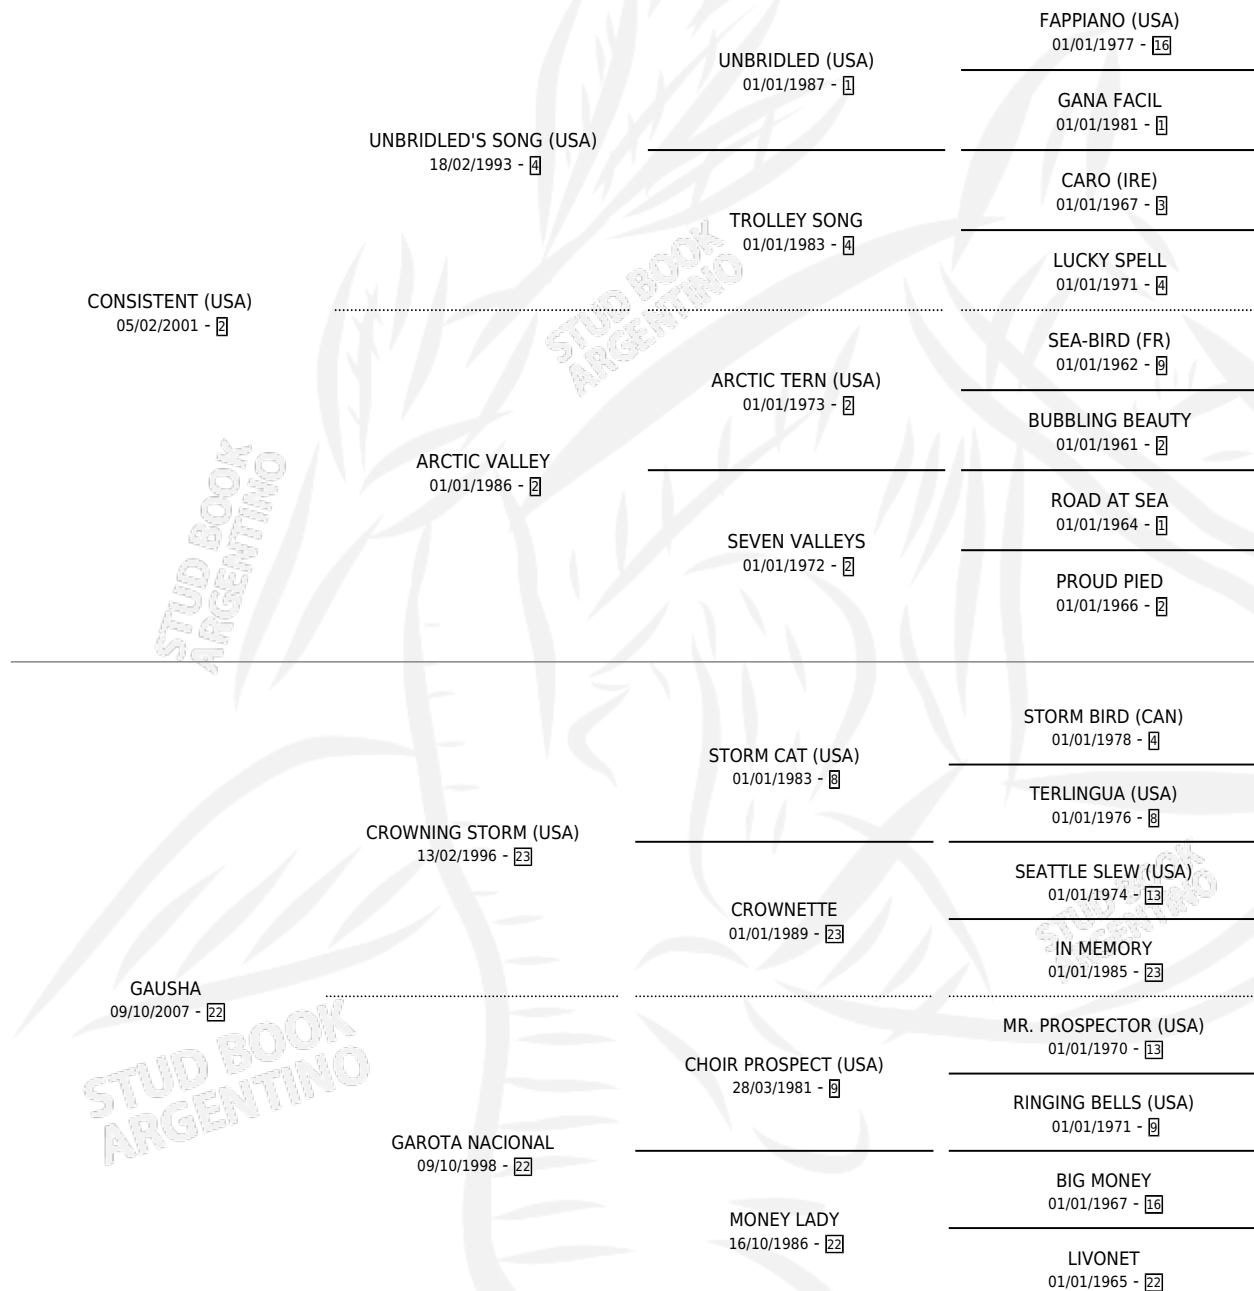 FAPPIANO (USA)
01/01/1977 - 16
UNBRIDLED (USA)
01/01/1987 - 1
GANA FACIL
01/01/1981 - 1
UNBRIDLED'S SONG (USA)
18/02/1993 - 4
CARO (IRE)
01/01/1967 - 3
TROLLEY SONG
01/01/1983 - 4
LUCKY SPELL
01/01/1971 - 4
CONSISTENT (USA)
05/02/2001 - 2
SEA-BIRD (FR)
01/01/1962 - 9
ARCTIC TERN (USA)
01/01/1973 - 2
BUBBLING BEAUTY
01/01/1961 - 2
ARCTIC VALLEY
01/01/1986 - 2
ROAD AT SEA
01/01/1964 - 1
SEVEN VALLEYS
01/01/1972 - 2
PROUD PIED
01/01/1966 - 2
STORM BIRD (CAN)
01/01/1978 - 4
STORM CAT (USA)
01/01/1983 - 8
TERLINGUA (USA)
01/01/1976 - 8
CROWNING STORM (USA)
13/02/1996 - 23
SEATTLE SLEW (USA)
01/01/1974 - 13
CROWNETTE
01/01/1989 - 23
IN MEMORY
01/01/1985 - 23
GAUSHA
09/10/2007 - 22
MR. PROSPECTOR (USA)
01/01/1970 - 13
CHOIR PROSPECT (USA)
28/03/1981 - 9
RINGING BELLS (USA)
01/01/1971 - 9
GAROTA NACIONAL
09/10/1998 - 22
BIG MONEY
01/01/1967 - 16
MONEY LADY
16/10/1986 - 22
LIVONET
01/01/1965 - 22
STUD BOOK
ARGENTINO
STUD BOOK
ARGENTINO
STUD BOOK
ARGENTINO
STUD BOOK
ARGENTINO